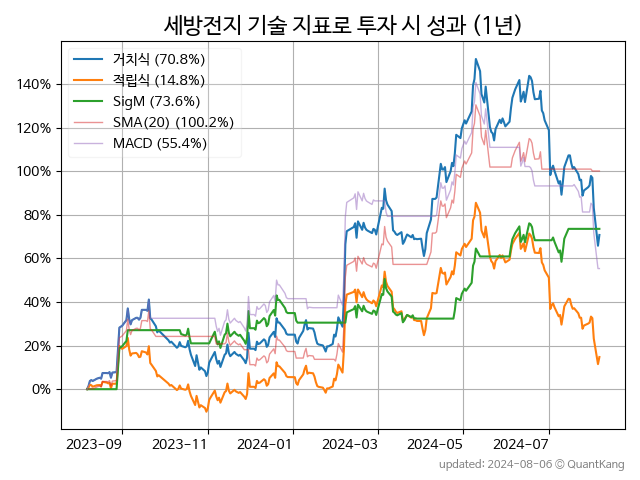 세방전지 기술 지표로 투자 시 성과 (1년)
거치식 (70.8%)
적립식 (14.8%)
SigM (73.6%)
SMA(20) (100.2%)
MACD (55.4%)
140%
120%
100%
80%
60%
40%
20%
0%
2023-09 2023-11 2024-01 2024-03 2024-05 2024-07
updated: 2024-08-06 © QuantKang